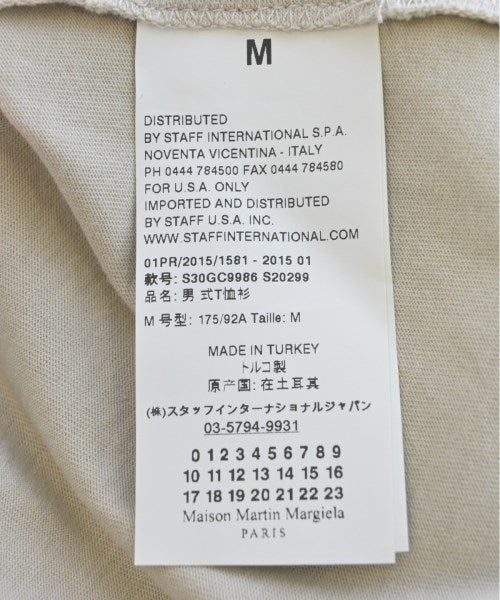 M
DISTRIBUTED
BY STAFF INTERNATIONAL S.P.A.
NOVENTA VICENTINA - ITALY
PH 0444 784500 FAX 0444 784580
FOR U.S.A. ONLY
IMPORTED AND DISTRIBUTED
BY STAFF U.S.A. INC.
WWW.STAFFINTERNATIONAL.COM
01PR/2015/1581 - 2015 01
款号: S30GC9986 S20299
品名: 男 式T恤衫
M 号型: 175/92A Taille: M
MADE IN TURKEY
トルコ製
原产国: 在土耳其
(株)スタッフインターナショナルジャパン
03-5794-9931
0 1 2 3 4 5 6 7 8 9
10 11 12 13 14 15 16
17 18 19 20 21 22 23
Maison Martin Margiela
PARIS